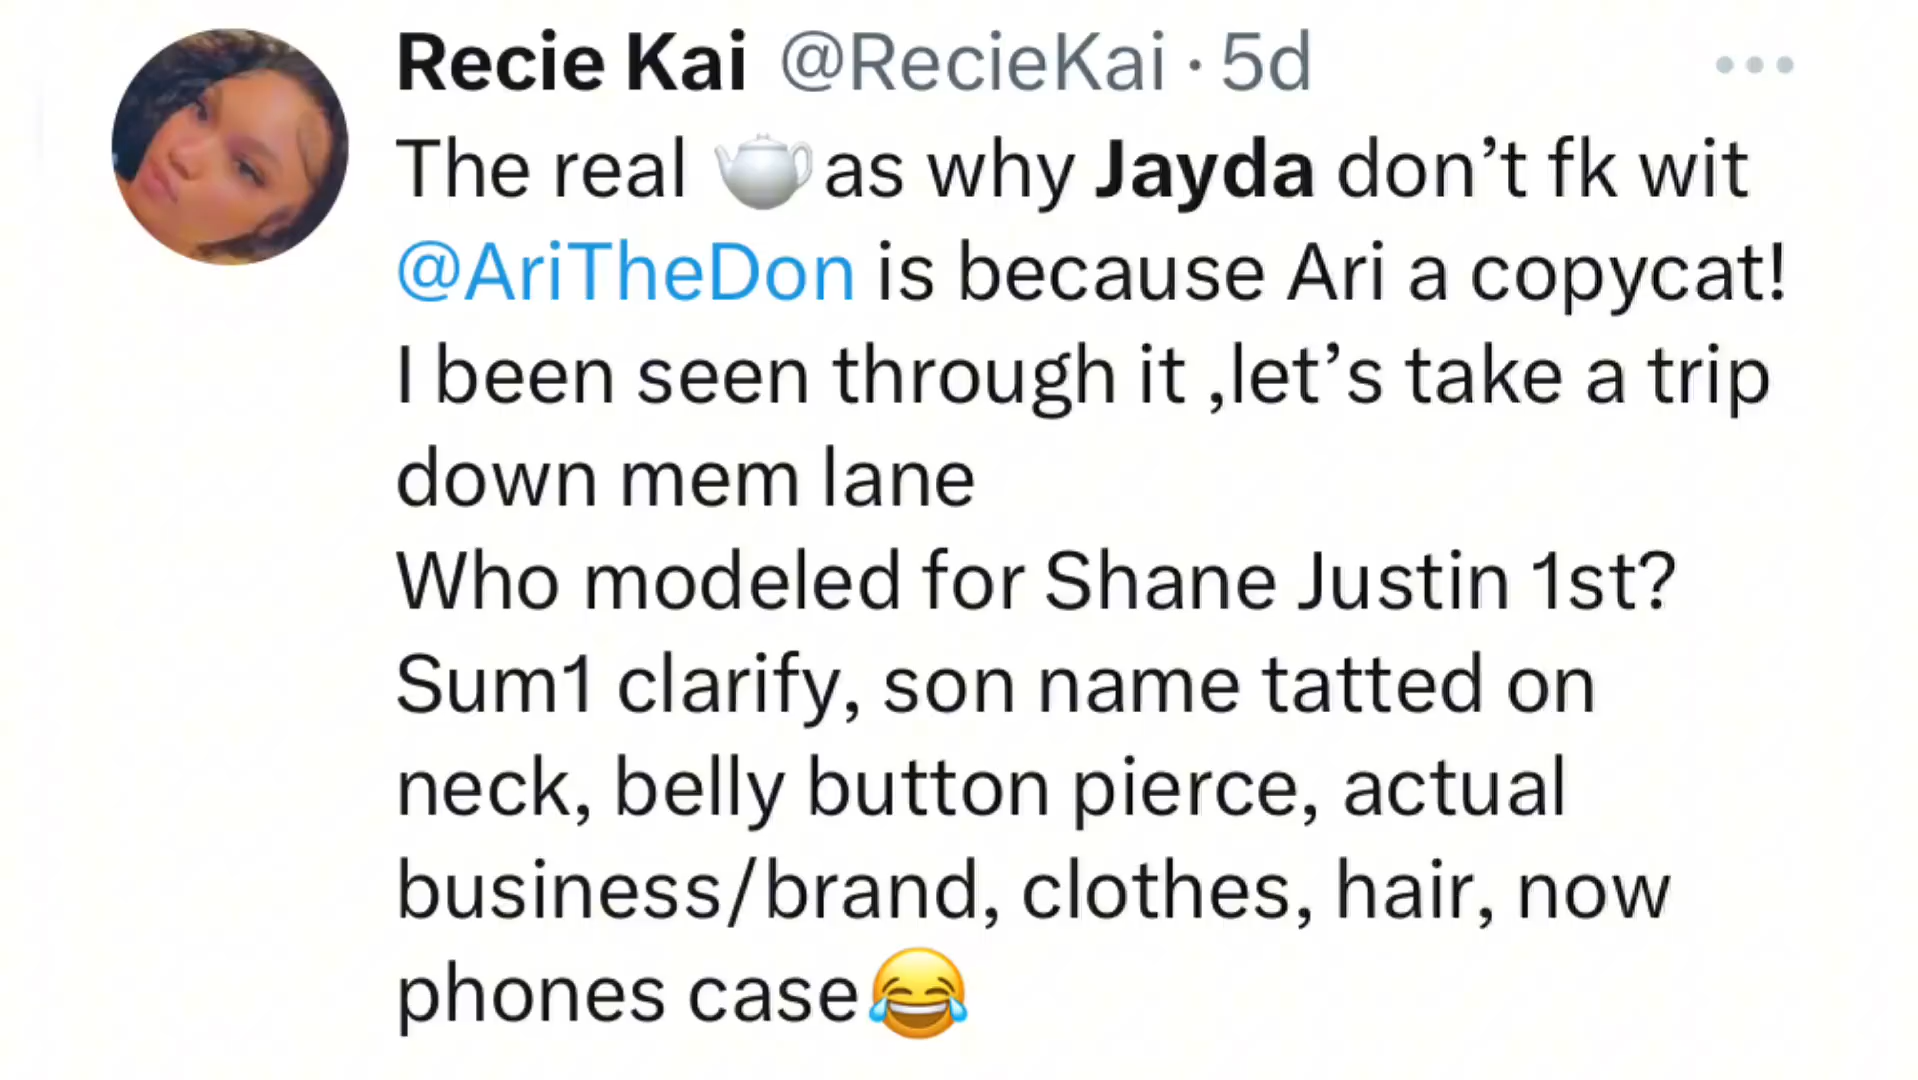 Recie Kai @RecieKai · 5d
The real 🫖 as why Jayda don’t fk wit
@AriTheDon is because Ari a copycat!
I been seen through it ,let’s take a trip
down mem lane
Who modeled for Shane Justin 1st?
Sum1 clarify, son name tatted on
neck, belly button pierce, actual
business/brand, clothes, hair, now
phones case😂